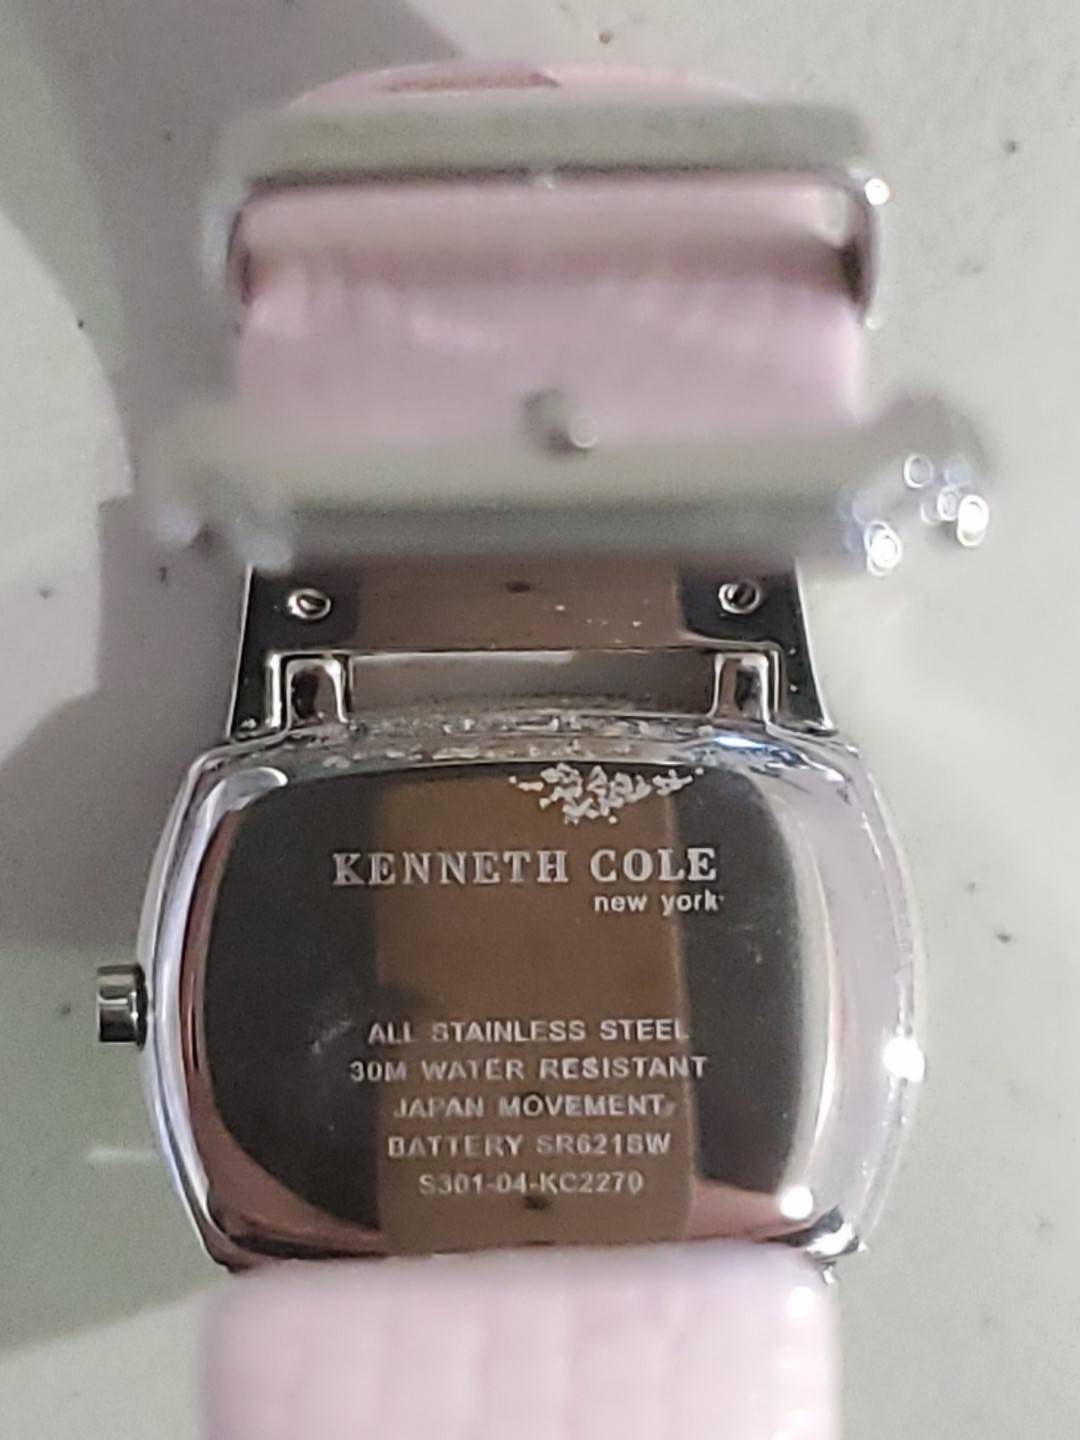 KENNETH COLE
new york
ALL STAINLESS STEEL
30M WATER RESISTANT
JAPAN MOVEMENT
BATTERY SR621SW
S301-04-KC2270